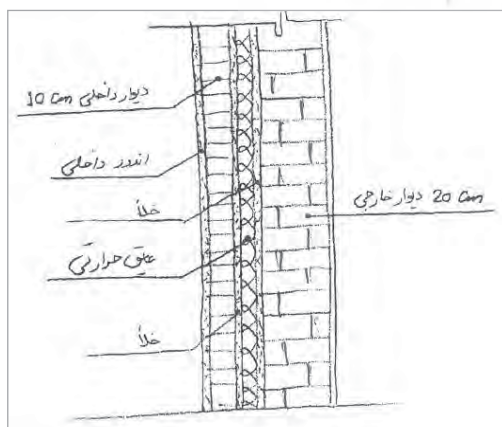 دیوار داخلی 10 cm
اندود داخلی
خلأ
عایق حرارتی
خلأ
20 cm دیوار خارجی